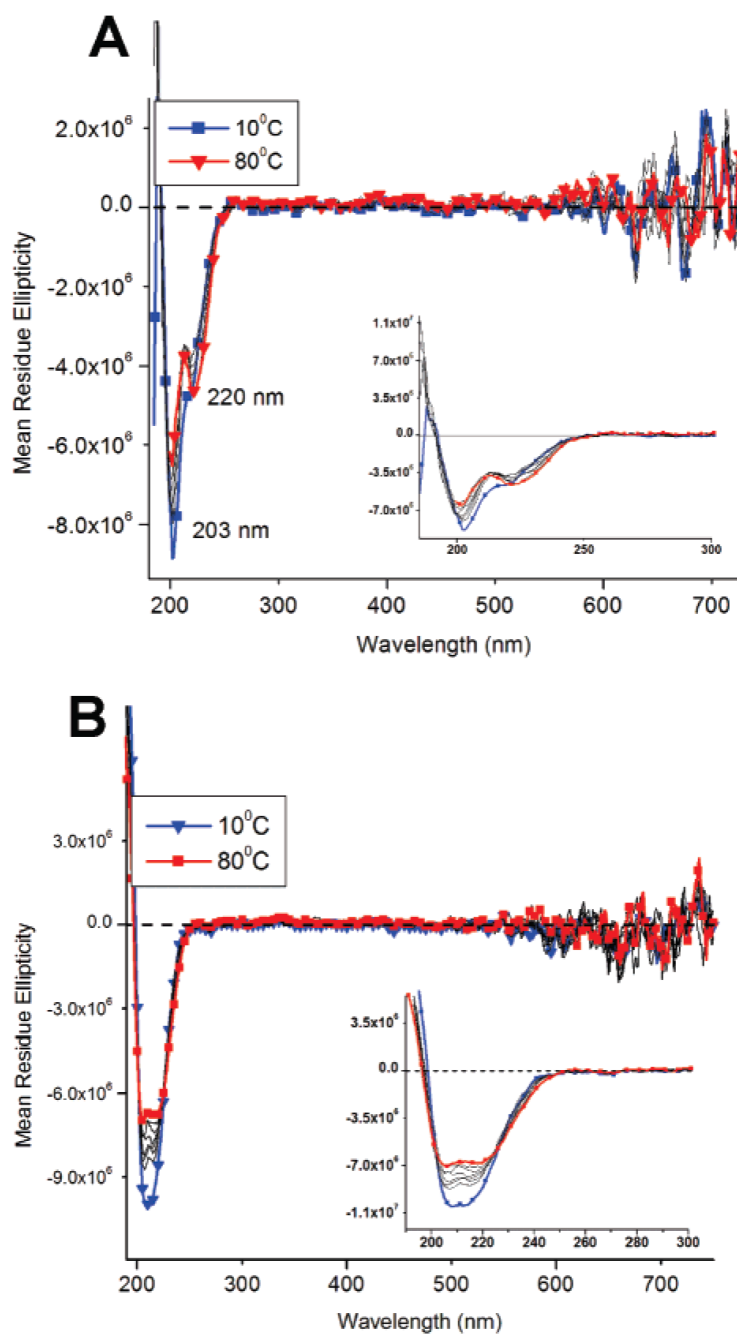 A
10⁰C
80⁰C
2.0x10⁶
0.0
-2.0x10⁶
-4.0x10⁶
-6.0x10⁶
-8.0x10⁶
Mean Residue Ellipticity
220 nm
203 nm
1.1x10⁷
7.0x10⁶
3.5x10⁶
0.0
-3.5x10⁶
-7.0x10⁶
200 250 300
200 300 400 500 600 700
Wavelength (nm)
B
10⁰C
80⁰C
3.0x10⁶
0.0
-3.0x10⁶
-6.0x10⁶
-9.0x10⁶
Mean Residue Ellipticity
3.5x10⁶
0.0
-3.5x10⁶
-7.0x10⁶
-1.1x10⁷
200 220 240 260 280 300
200 300 400 500 600 700
Wavelength (nm)